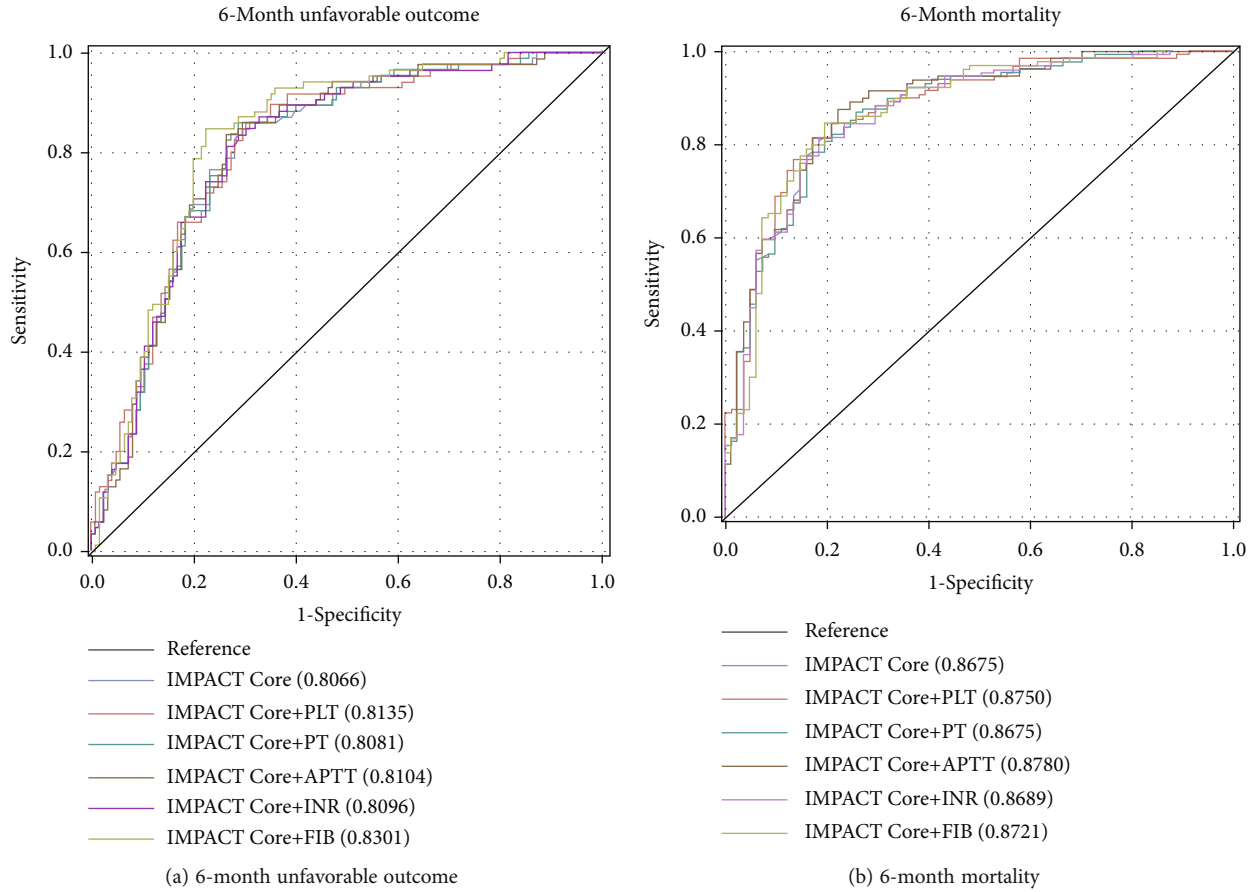 6-Month unfavorable outcome
1.0
0.8
0.6
0.4
0.2
0.0
Sensitivity
0.0 0.2 0.4 0.6 0.8 1.0
1-Specificity
Reference
IMPACT Core (0.8066)
IMPACT Core+PLT (0.8135)
IMPACT Core+PT (0.8081)
IMPACT Core+APTT (0.8104)
IMPACT Core+INR (0.8096)
IMPACT Core+FIB (0.8301)
(a) 6-month unfavorable outcome
6-Month mortality
1.0
0.8
0.6
0.4
0.2
0.0
Sensitivity
0.0 0.2 0.4 0.6 0.8 1.0
1-Specificity
Reference
IMPACT Core (0.8675)
IMPACT Core+PLT (0.8750)
IMPACT Core+PT (0.8675)
IMPACT Core+APTT (0.8780)
IMPACT Core+INR (0.8689)
IMPACT Core+FIB (0.8721)
(b) 6-month mortality